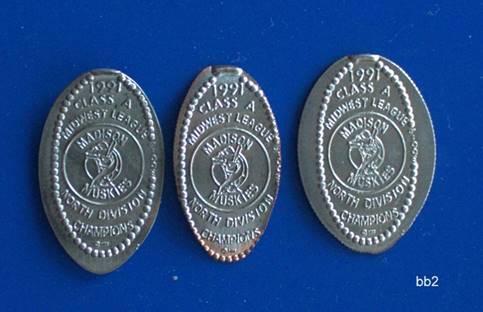 1991
CLASS A
MIDWEST LEAGUE
MADISON
MUSKIES
NORTH DIVISION
CHAMPIONS
1991
CLASS A
MIDWEST LEAGUE
MADISON
MUSKIES
NORTH DIVISION
CHAMPIONS
1991
CLASS A
MIDWEST LEAGUE
MADISON
MUSKIES
NORTH DIVISION
CHAMPIONS
bb2